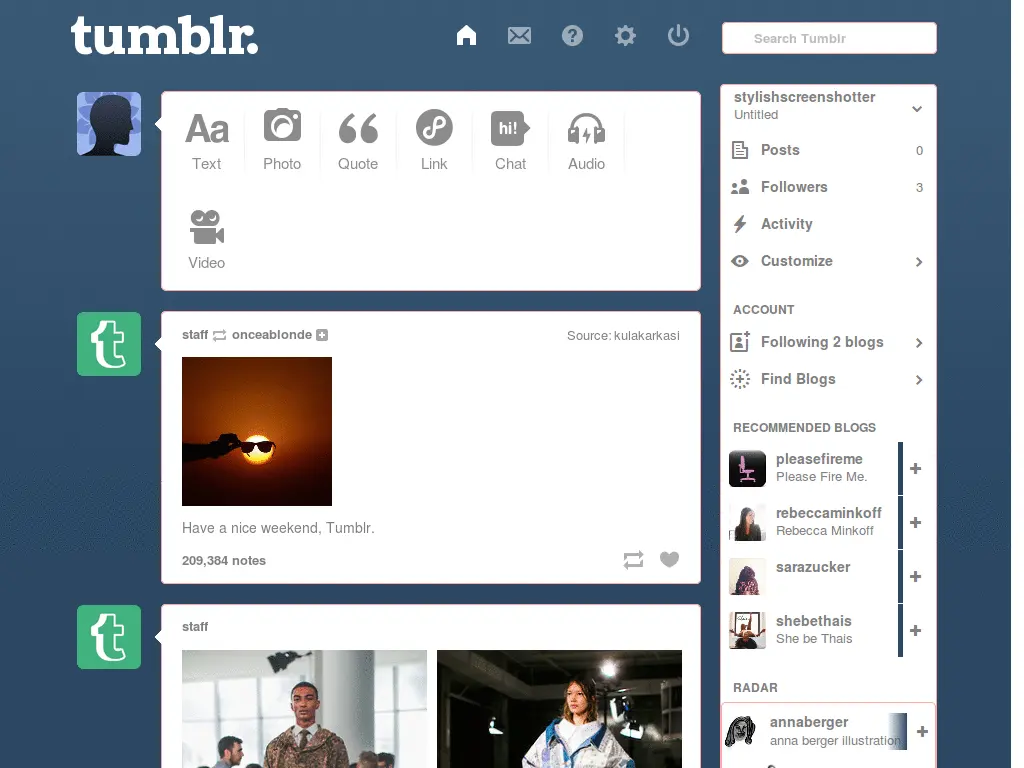 tumblr.
Search Tumblr
Aa
Text
Photo
Quote
Link
hi!
Chat
Audio
Video
stylishscreenshotter
Untitled
Posts 0
Followers 3
Activity
Customize
ACCOUNT
Following 2 blogs
Find Blogs
RECOMMENDED BLOGS
pleasefireme
Please Fire Me.
rebeccaminkoff
Rebecca Minkoff
sarazucker
shebethais
She be Thais
RADAR
annaberger
anna berger illustration
t
staff onceablonde
Source: kulakarkasi
Have a nice weekend, Tumblr.
209,384 notes
t
staff